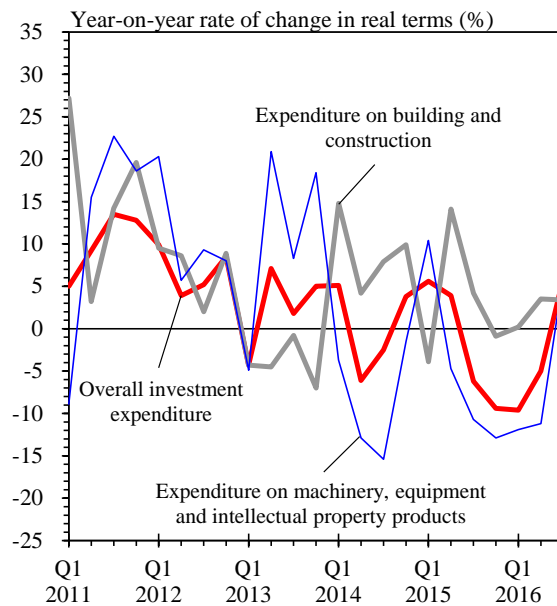 Year-on-year rate of change in real terms (%)
35
30
25
20
15
10
5
0
-5
-10
-15
-20
-25
Expenditure on building and
construction
Overall investment
expenditure
Expenditure on machinery, equipment
and intellectual property products
Q1 Q1 Q1 Q1 Q1 Q1
2011 2012 2013 2014 2015 2016